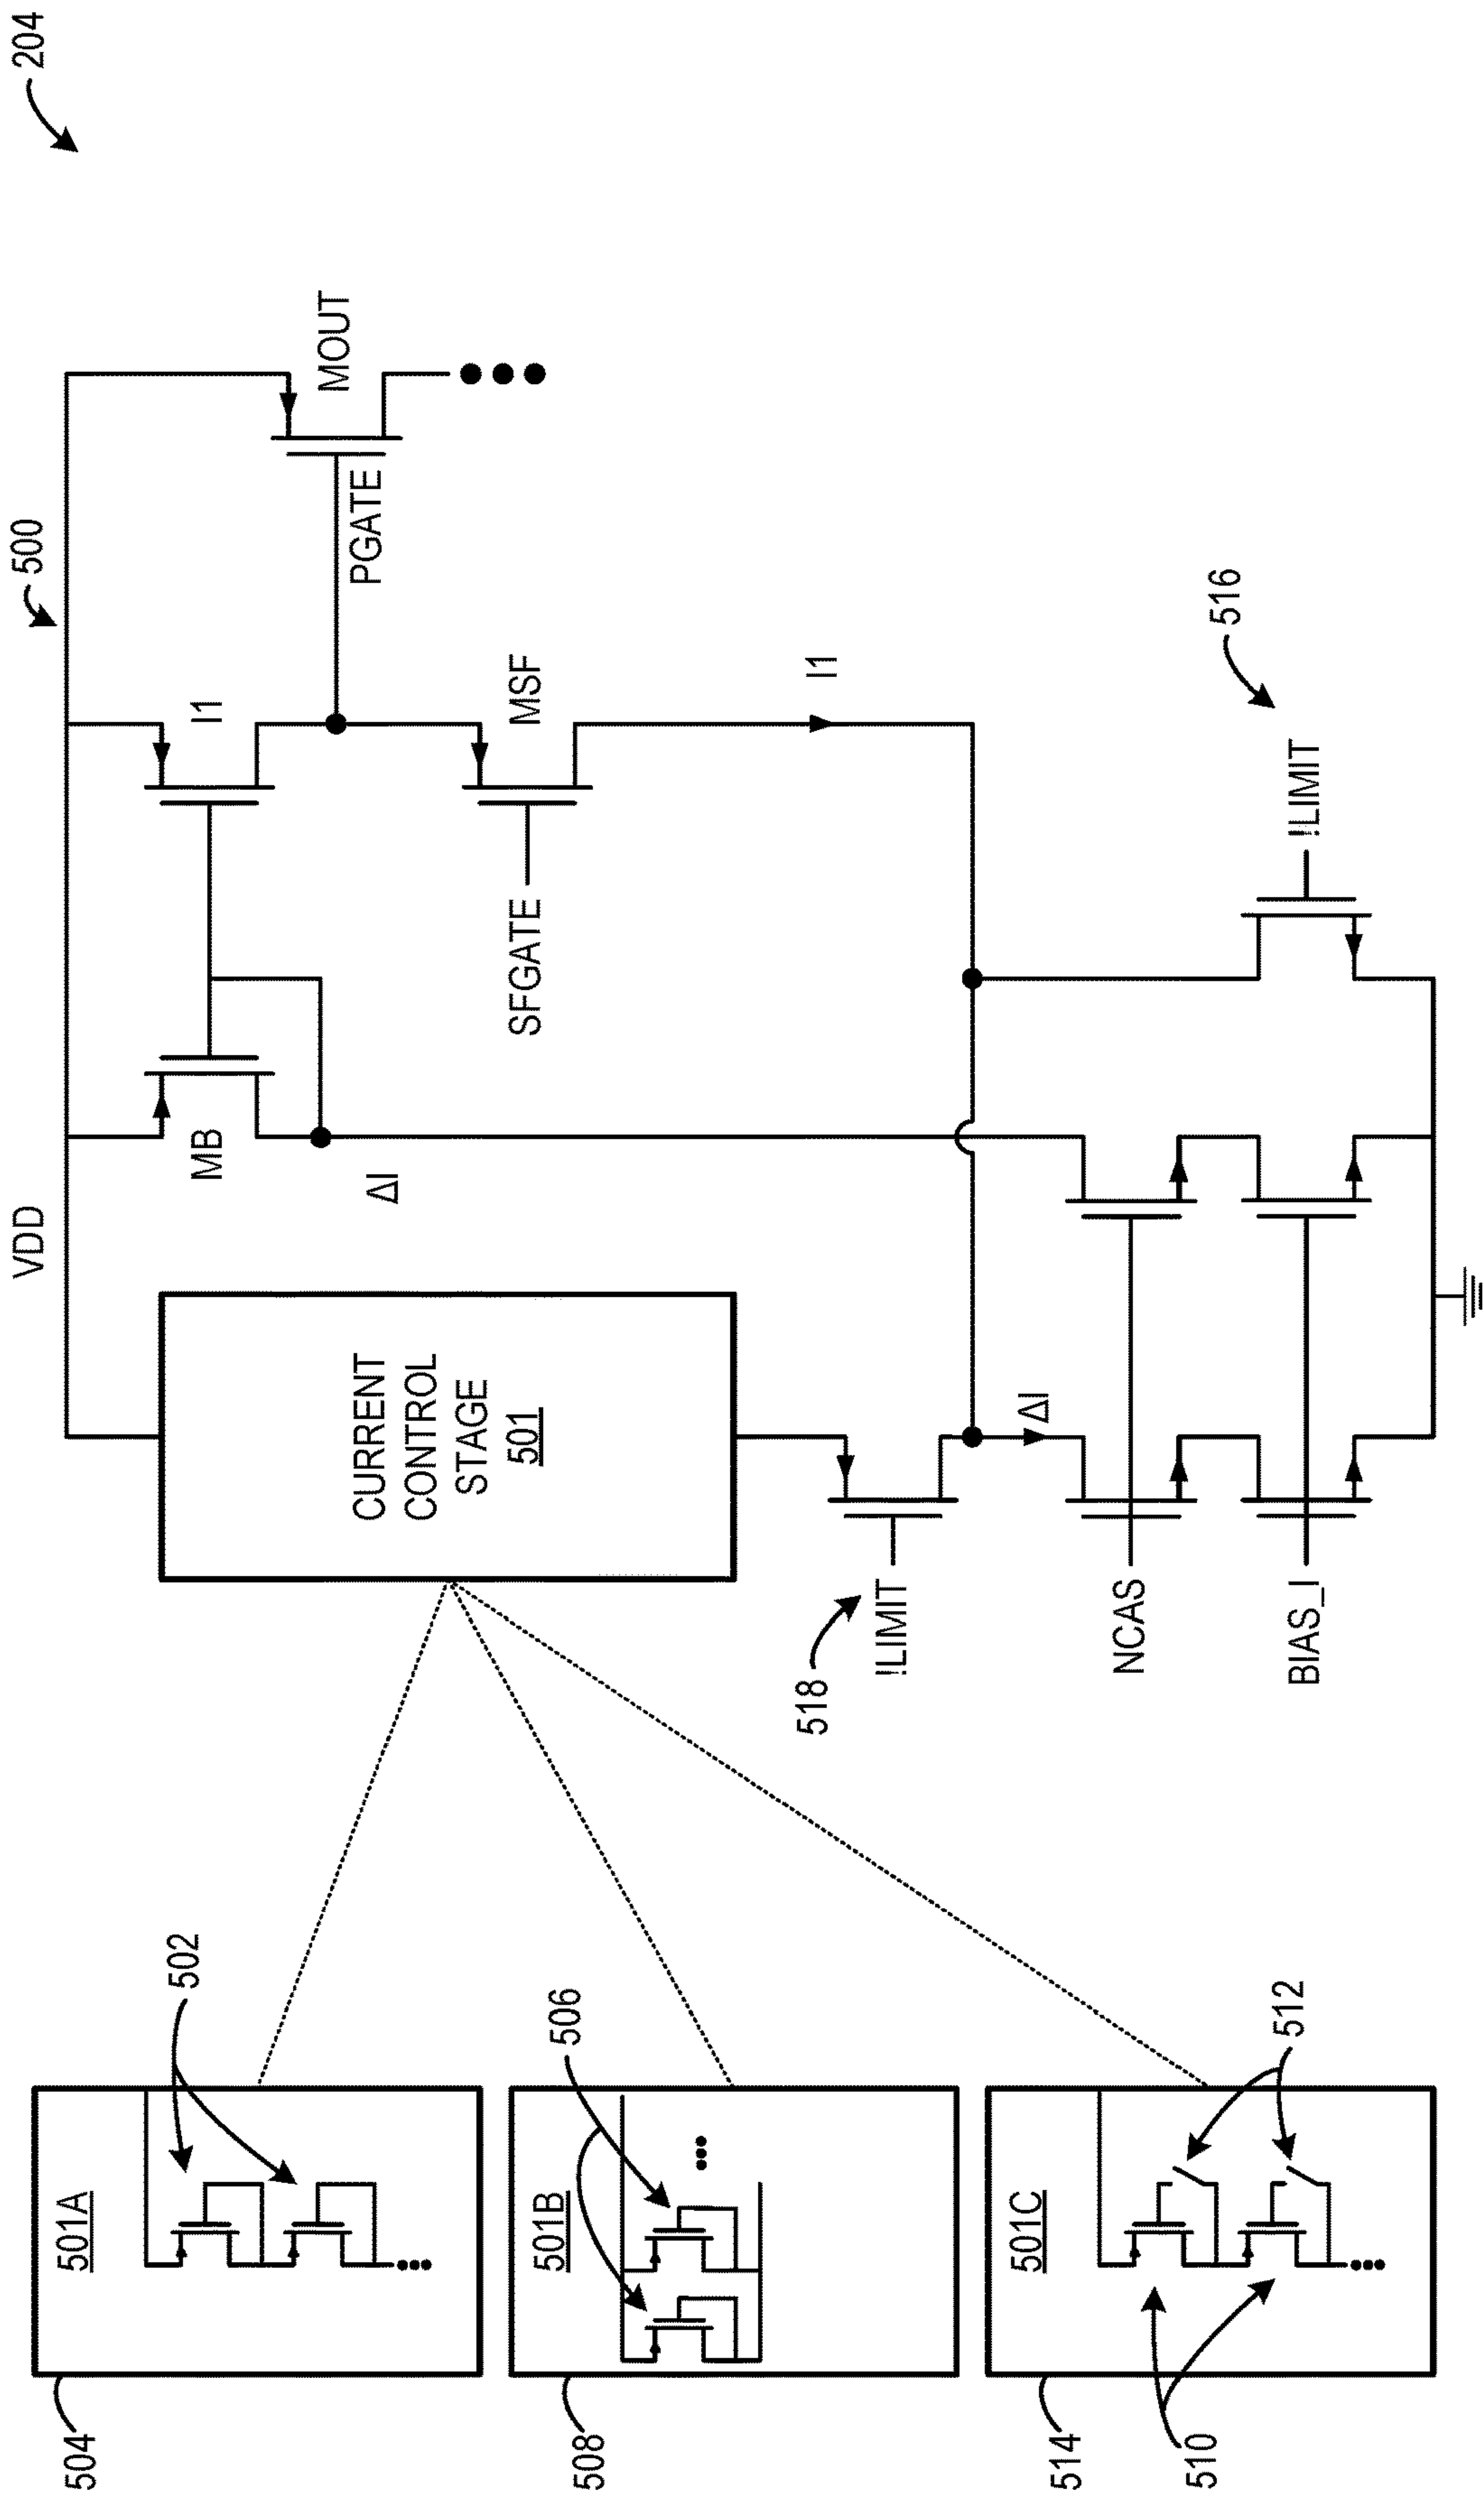 204
500
VDD
501A
504
502
MB
I1
MOUT
PGATE
ΔI
CURRENT
CONTROL
STAGE
501
MSF
SFGATE
501B
506
508
518
I1
!LIMIT
501C
ΔI
514
NCAS
510
516
512
BIAS_I
!LIMIT